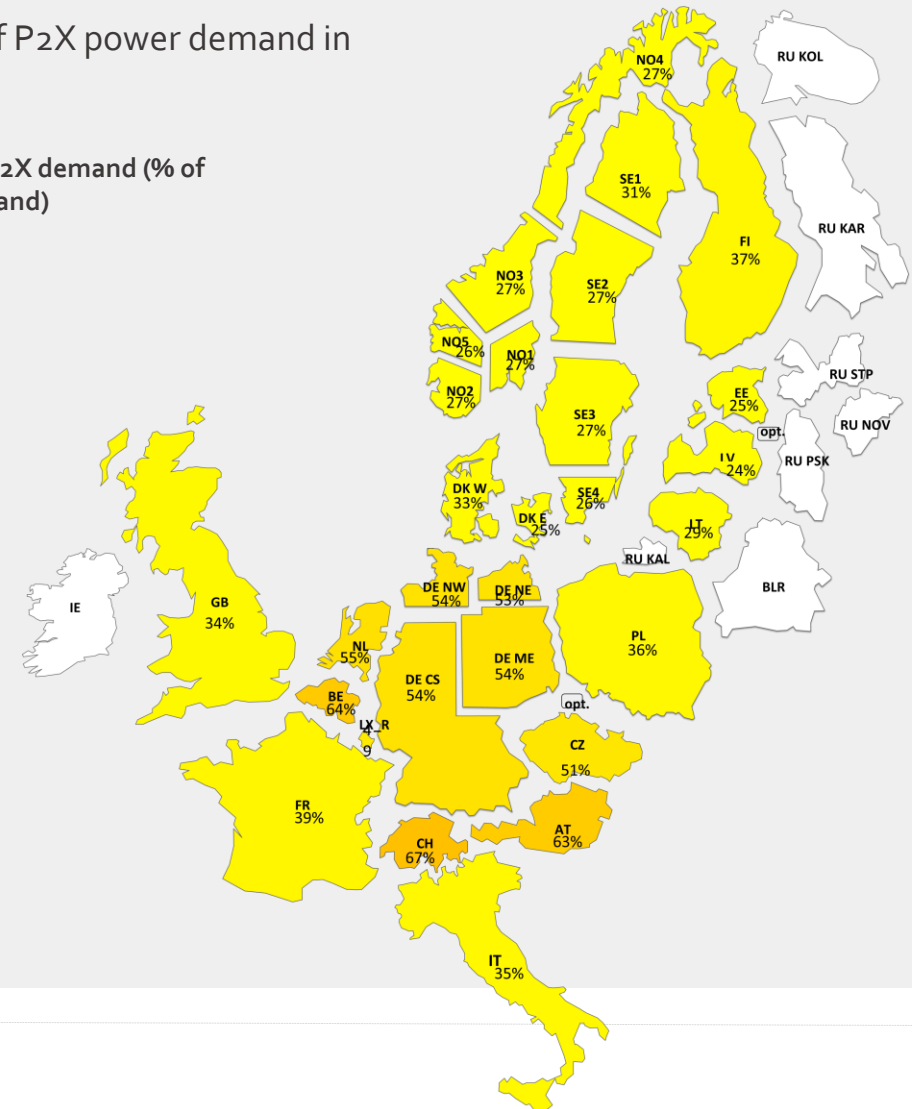 f P2X power demand in
2X demand (% of
and)
NO4
27%
RU KOL
SE1
31%
RU KAR
FI
37%
NO3
27%
SE2
27%
NO5
26%
NO1
27%
NO2
27%
RU STP
EE
25%
SE3
27%
RU NOV
opt.
LV
24%
RU PSK
DK W
33%
SE4
26%
DK E
25%
LT
29%
RU KAL
BLR
IE
GB
34%
DE NW
54%
DE NE
53%
PL
36%
NL
55%
DE CS
54%
DE ME
54%
BE
64%
opt.
LX_R
4
9
CZ
51%
FR
39%
AT
63%
CH
67%
IT
35%